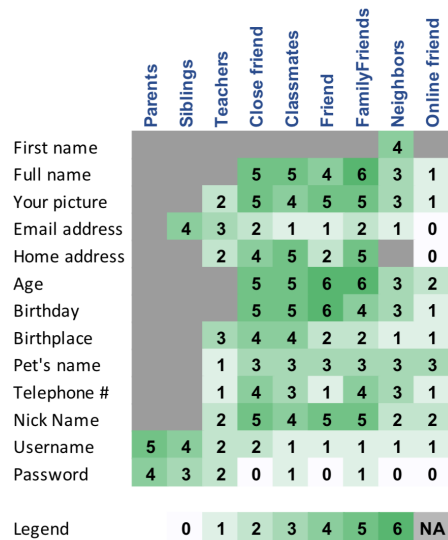 Parents Siblings Teachers Close friend Classmates Friend FamilyFriends Neighbors Online friend
First name 4
Full name 5 5 4 6 3 1
Your picture 2 5 4 5 5 3 1
Email address 4 3 2 1 1 2 1 0
Home address 2 4 5 2 5 0
Age 5 5 6 6 3 2
Birthday 5 5 6 4 3 1
Birthplace 3 4 4 2 2 1 1
Pet's name 1 3 3 3 3 3 3
Telephone # 1 4 3 1 4 3 1
Nick Name 2 5 4 5 5 2 2
Username 5 4 2 2 1 1 1 1 1
Password 4 3 2 0 1 0 1 0 0
Legend 0 1 2 3 4 5 6 NA